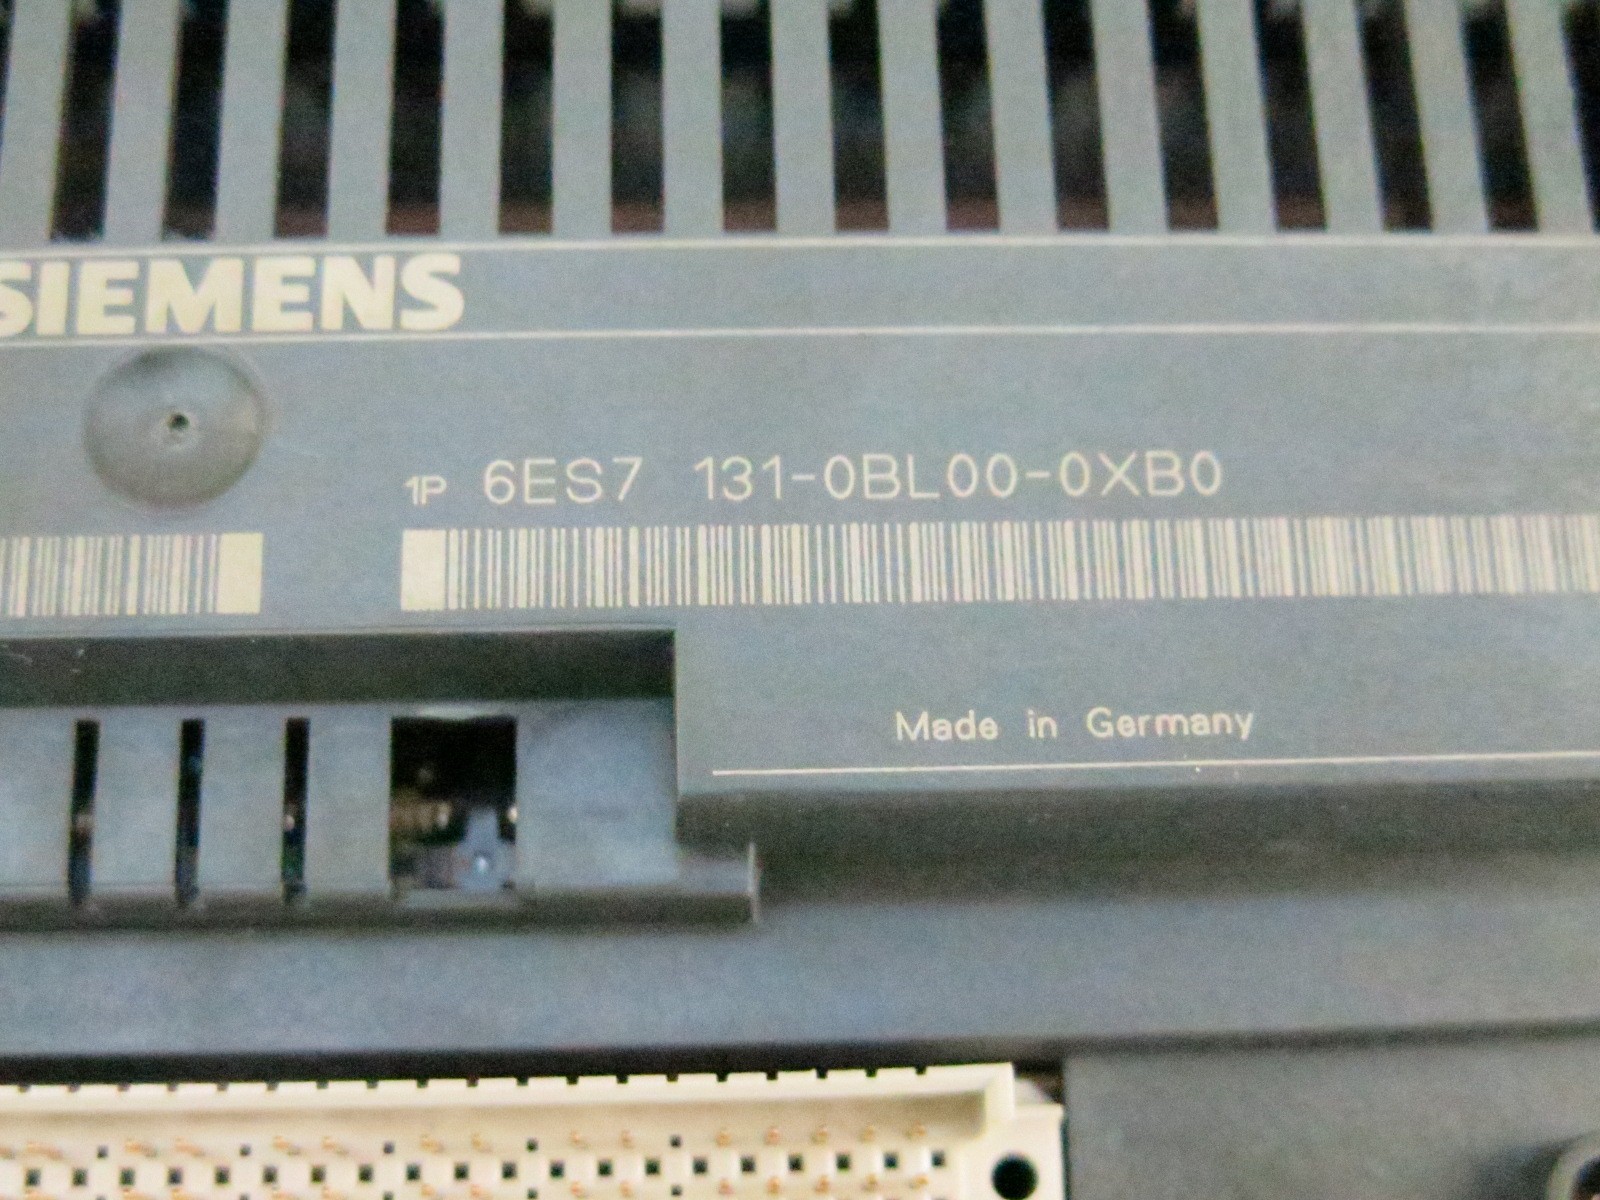 SIEMENS
1P 6ES7 131-0BL00-0XB0
Made in Germany